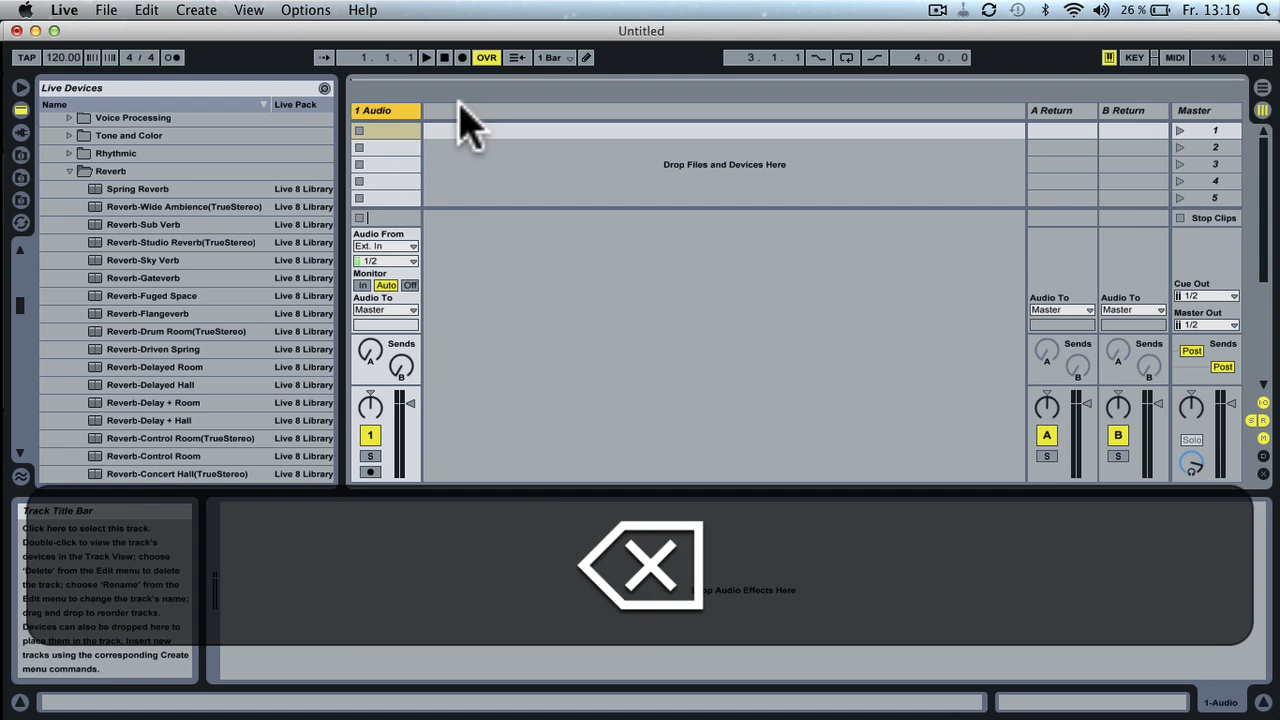 Live File Edit Create View Options Help 26% Fr. 13:16
Untitled
TAP 120.00 4 / 4 1. 1. 1 OVR 1 Bar 3. 1. 1 4. 0. 0 KEY MIDI 1 % D
Live Devices
Name Live Pack
Voice Processing
Tone and Color
Rhythmic
Reverb
Spring Reverb Live 8 Library
Reverb-Wide Ambience(TrueStereo) Live 8 Library
Reverb-Sub Verb Live 8 Library
Reverb-Studio Reverb(TrueStereo) Live 8 Library
Reverb-Sky Verb Live 8 Library
Reverb-Gateverb Live 8 Library
Reverb-Fuged Space Live 8 Library
Reverb-Flangeverb Live 8 Library
Reverb-Drum Room(TrueStereo) Live 8 Library
Reverb-Driven Spring Live 8 Library
Reverb-Delayed Room Live 8 Library
Reverb-Delayed Hall Live 8 Library
Reverb-Delay + Room Live 8 Library
Reverb-Delay + Hall Live 8 Library
Reverb-Control Room(TrueStereo) Live 8 Library
Reverb-Control Room Live 8 Library
Reverb-Concert Hall(TrueStereo) Live 8 Library
1 Audio A Return B Return Master
1
Drop Files and Devices Here
2
3
4
5
Stop Clips
Audio From
Ext. In
1/2
Monitor
In Auto Off
Audio To
Master
Sends
A
B
1
S
Audio To Audio To
Master Master
Sends Sends
A A
B B
A B
S S
Cue Out
1/2
Master Out
1/2
Post Sends
Post
Solo
S R
M
D
X
Track Title Bar
Click here to select this track.
Double-click to view the track's
devices in the Track View; choose
'Delete' from the Edit menu to delete
the track; choose 'Rename' from the
Edit menu to change the track's name;
drag and drop to reorder tracks.
Devices can also be dropped here to
place them in the track. Insert new
tracks using the corresponding Create
menu commands.
Audio Effects Here
1-Audio